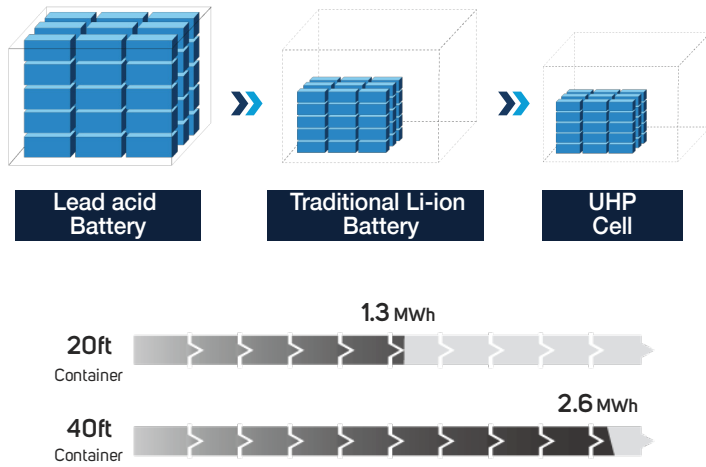 Lead acid
Battery
Traditional Li-ion
Battery
UHP
Cell
1.3 MWh
20ft
Container
2.6 MWh
40ft
Container